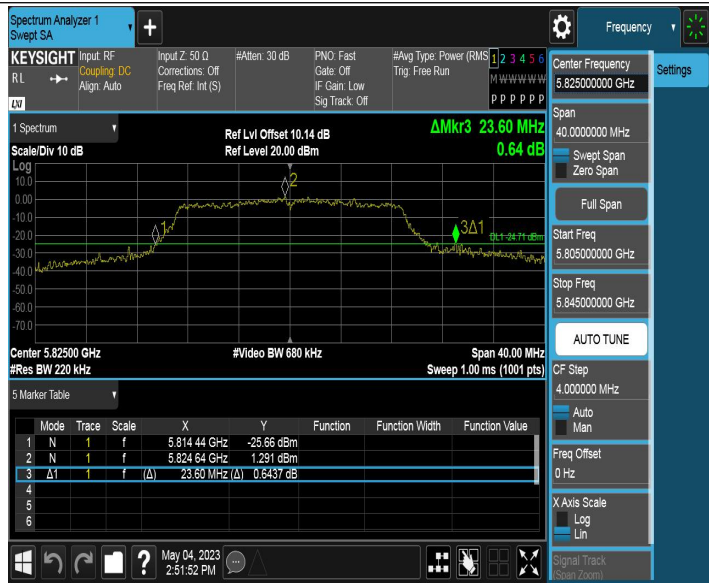 Spectrum Analyzer 1
Swept SA
+
Frequency
KEYSIGHT
RL
LXI
Input: RF
Coupling: DC
Align: Auto
Input Z: 50 Ω
Corrections: Off
Freq Ref: Int (S)
#Atten: 30 dB
PNO: Fast
Gate: Off
IF Gain: Low
Sig Track: Off
#Avg Type: Power (RMS
Trig: Free Run
1 2 3 4 5 6
M W W W W W
P P P P P P
1 Spectrum
Scale/Div 10 dB
Ref Lvl Offset 10.14 dB
Ref Level 20.00 dBm
ΔMkr3 23.60 MHz
0.64 dB
Log
10.0
0.00
-10.0
-20.0
-30.0
-40.0
-50.0
-60.0
-70.0
1
2
3Δ1
DL1 -24.71 dBm
Center 5.82500 GHz
#Video BW 680 kHz
Span 40.00 MHz
#Res BW 220 kHz
Sweep 1.00 ms (1001 pts)
5 Marker Table
Mode Trace Scale X Y Function Function Width Function Value
1 N 1 f 5.814 44 GHz -25.66 dBm
2 N 1 f 5.824 64 GHz 1.291 dBm
3 Δ1 1 f (Δ) 23.60 MHz (Δ) 0.6437 dB
4
5
6
May 04, 2023
2:51:52 PM
?
Center Frequency
5.825000000 GHz
Settings
Span
40.0000000 MHz
Swept Span
Zero Span
Full Span
Start Freq
5.805000000 GHz
Stop Freq
5.845000000 GHz
AUTO TUNE
CF Step
4.000000 MHz
Auto
Man
Freq Offset
0 Hz
X Axis Scale
Log
Lin
Signal Track
(Span Zoom)